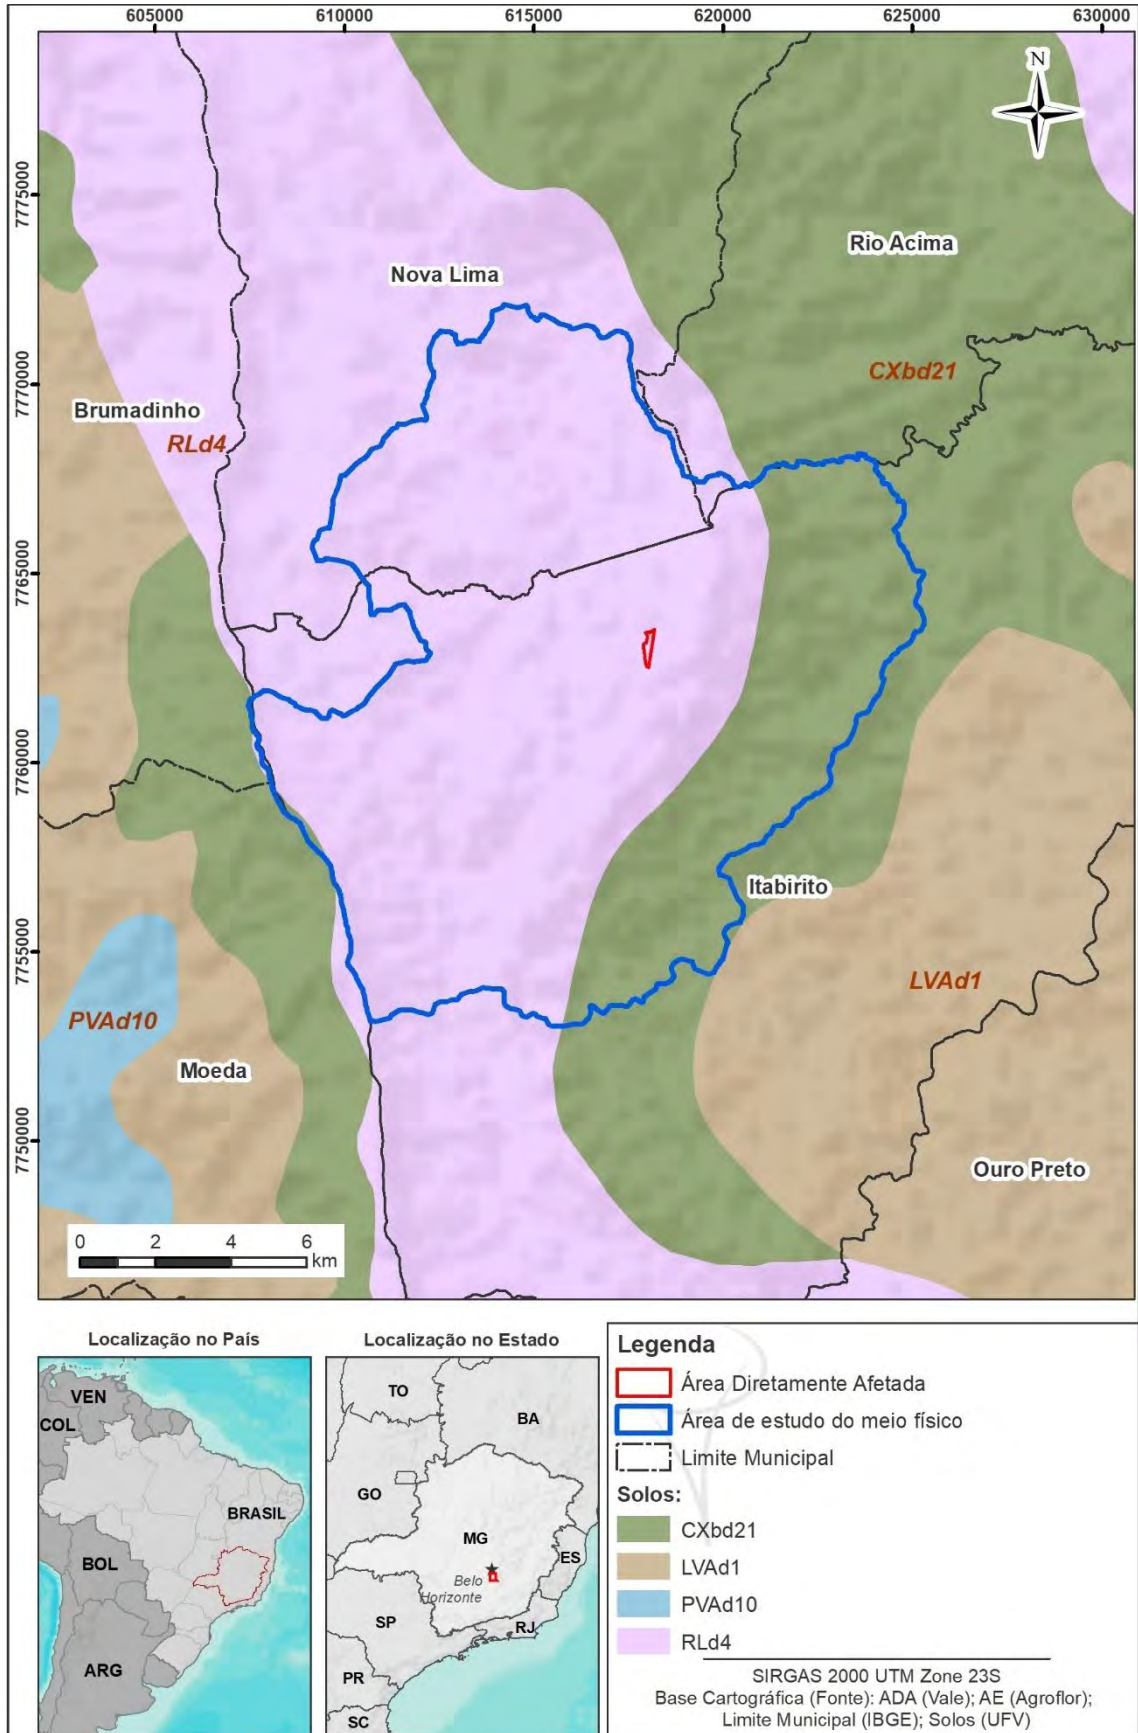 605000 610000 615000 620000 625000 630000
N
7775000
Rio Acima
Nova Lima
7770000
CXbd21
Brumadinho
RLd4
7765000
7760000
Itabirito
7755000
LVAd1
PVAd10
Moeda
7750000
Ouro Preto
0 2 4 6
km
Localização no País
VEN
COL
BRASIL
BOL
ARG
Localização no Estado
TO
BA
GO
MG
ES
Belo
Horizonte
SP
RJ
PR
SC
Legenda
Área Diretamente Afetada
Área de estudo do meio físico
Limite Municipal
Solos:
CXbd21
LVAd1
PVAd10
RLd4
SIRGAS 2000 UTM Zone 23S
Base Cartográfica (Fonte): ADA (Vale); AE (Agroflor);
Limite Municipal (IBGE); Solos (UFV)